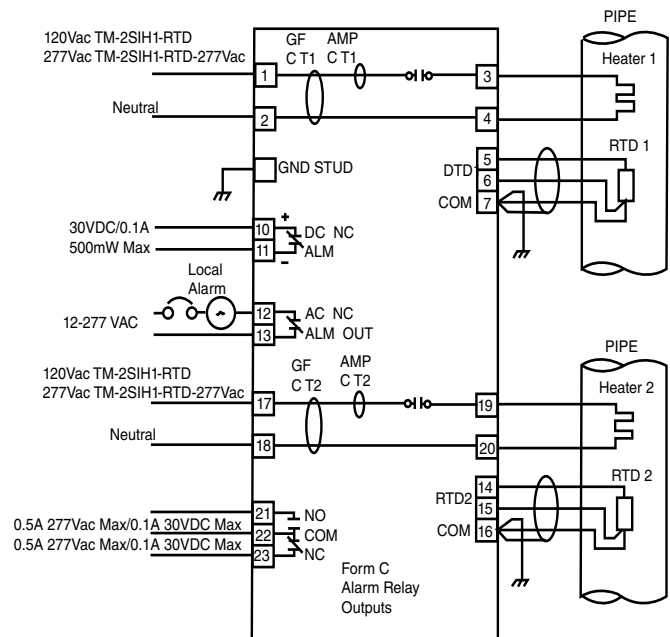 PIPE
120Vac TM-2SIH1-RTD
277Vac TM-2SIH1-RTD-277Vac
GF
C T1
AMP
C T1
Heater 1
1
3
Neutral
2
4
RTD 1
GND STUD
DTD
5
6
COM
7
30VDC/0.1A
500mW Max
10
11
+
DC NC
ALM
–
Local
Alarm
12-277 VAC
12
13
AC NC
ALM OUT
PIPE
120Vac TM-2SIH1-RTD
277Vac TM-2SIH1-RTD-277Vac
GF
C T2
AMP
C T2
Heater 2
17
19
Neutral
18
20
RTD 2
RTD2
14
15
COM
16
21
NO
0.5A 277Vac Max/0.1A 30VDC Max
22
COM
0.5A 277Vac Max/0.1A 30VDC Max
23
NC
Form C
Alarm Relay
Outputs